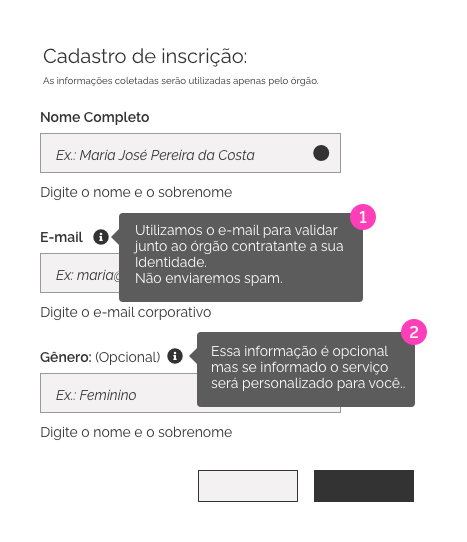 Cadastro de inscrição:
As informações coletadas serão utilizadas apenas pelo órgão.
Nome Completo
Ex.: Maria José Pereira da Costa
Digite o nome e o sobrenome
1
E-mail
Utilizamos o e-mail para validar
junto ao órgão contratante a sua
Identidade.
Não enviaremos spam.
Ex: maria@
Digite o e-mail corporativo
2
Gênero: (Opcional)
Essa informação é opcional
mas se informado o serviço
será personalizado para você..
Ex.: Feminino
Digite o nome e o sobrenome